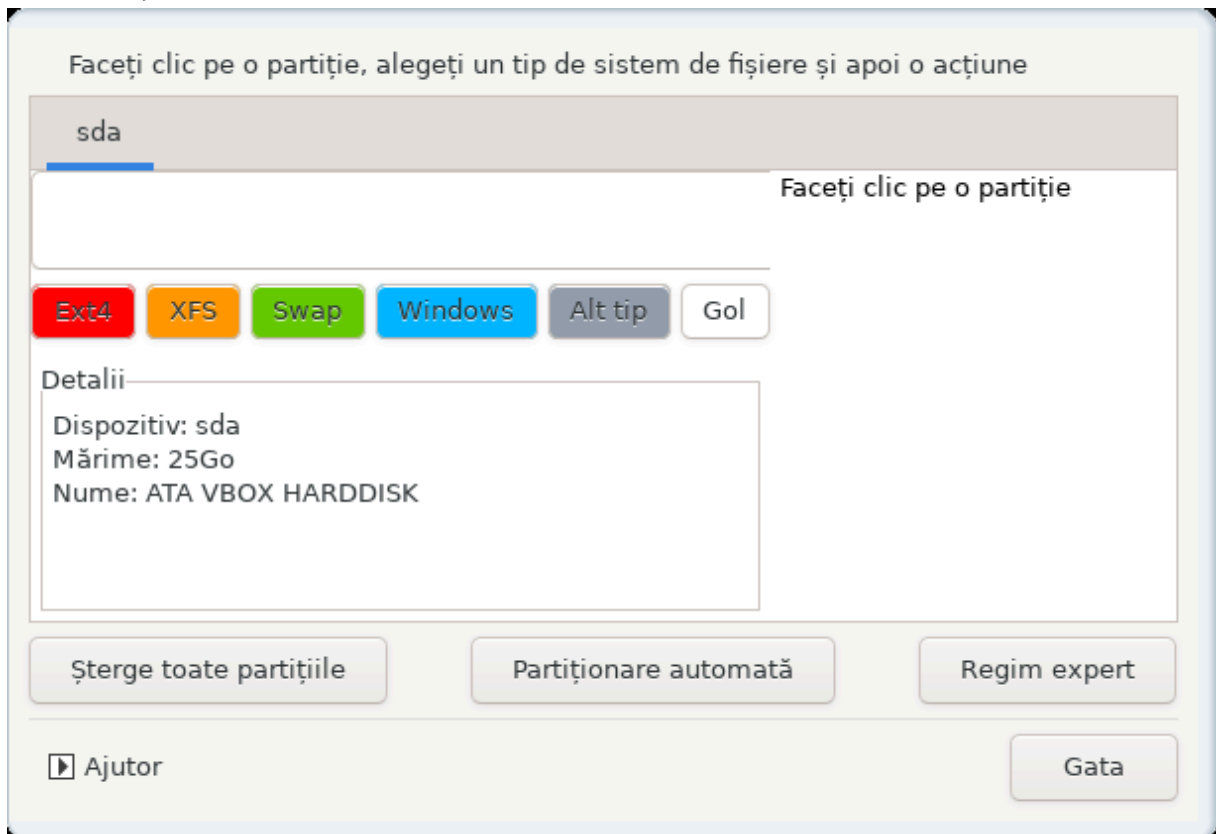 Faceți clic pe o partiție, alegeți un tip de sistem de fișiere și apoi o acțiune
sda
Faceți clic pe o partiție
Ext4 XFS Swap Windows Alt tip Gol
Detalii
Dispozitiv: sda
Mărime: 25Go
Nume: ATA VBOX HARDDISK
Șterge toate partițiile Partiționare automată Regim expert
Ajutor Gata